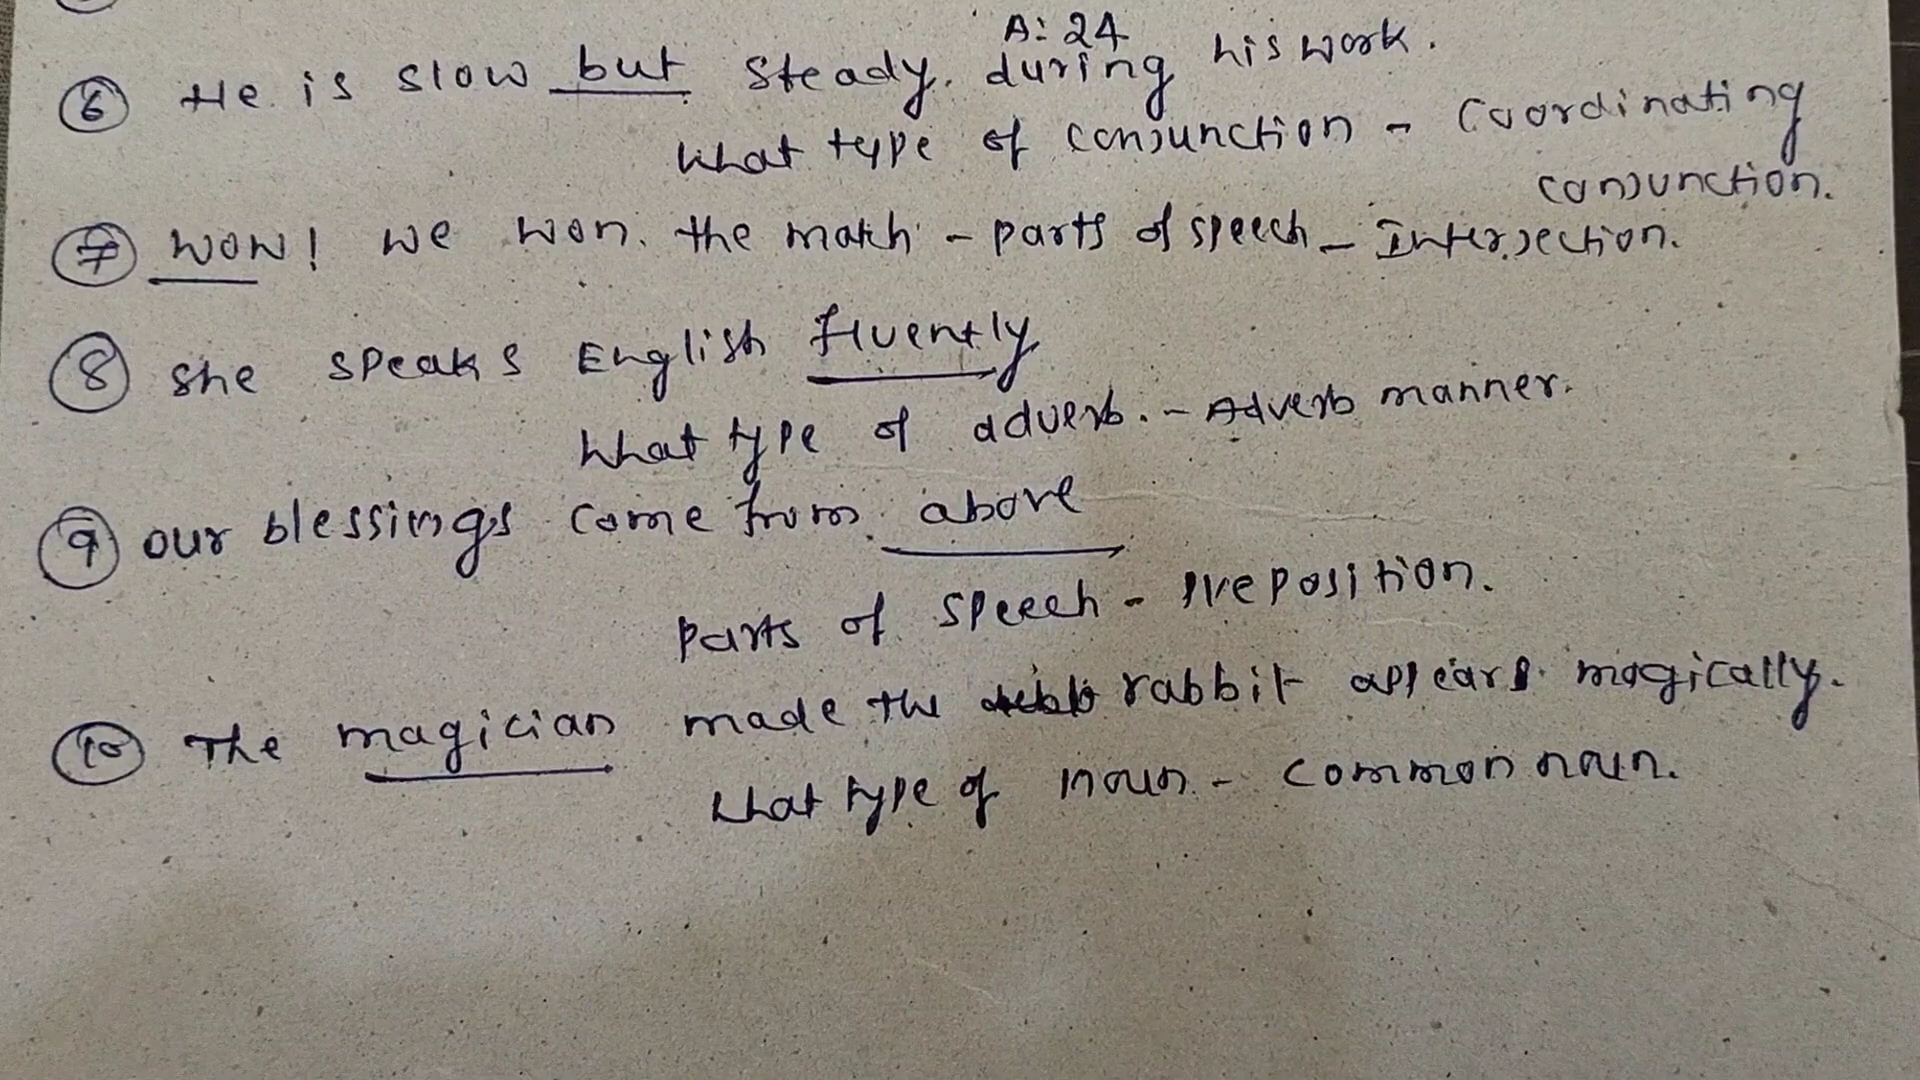 A: 24
⑥ He is slow but steady. during his work.
What type of conjunction - Coordinating
conjunction.
⑦ WOW! We won. the match - parts of speech - Interjection.
⑧ She speaks English fluently
What type of adverb. - Adverb manner.
⑨ our blessings come from above
parts of speech - preposition.
⑩ The magician made the rabbit appears magically.
What type of noun - common noun.